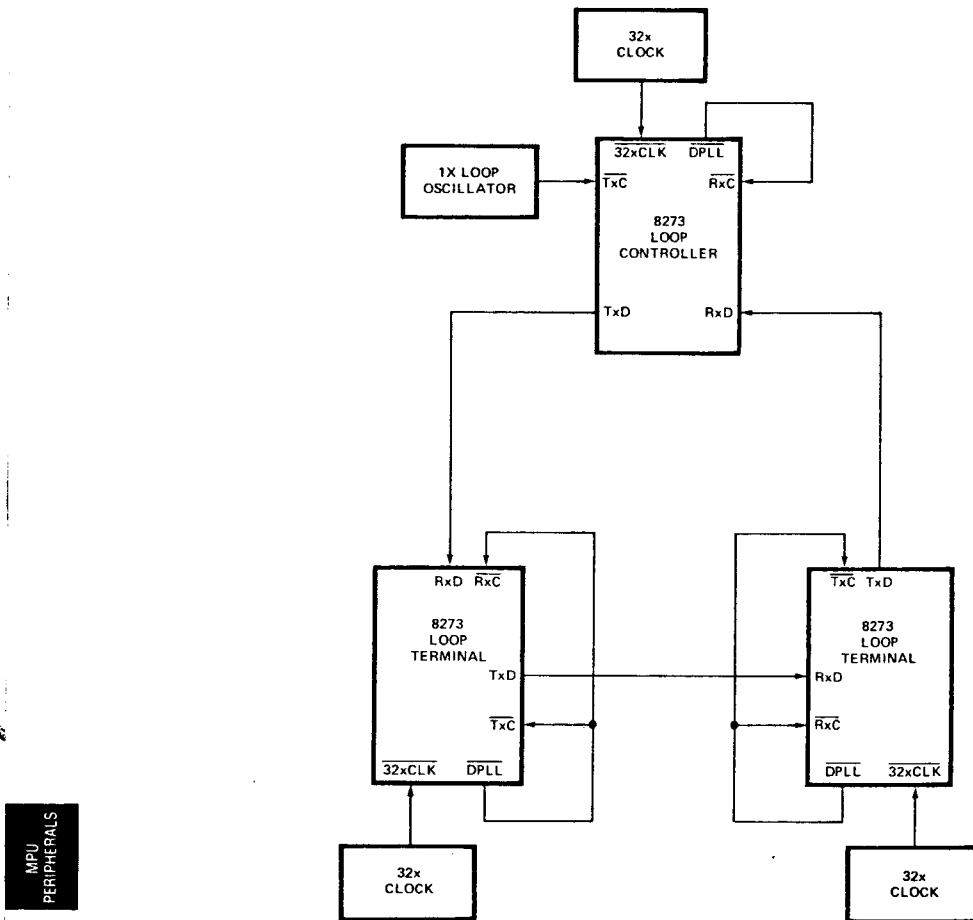 32x
CLOCK
32xCLK DPLL
1X LOOP
OSCILLATOR
TxC RxC
8273
LOOP
CONTROLLER
TxD RxD
RxD RxC
TxC TxD
8273
LOOP
TERMINAL
8273
LOOP
TERMINAL
TxD
RxD
TxC
RxC
32xCLK DPLL
DPLL 32xCLK
MPU
PERIPHERALS
32x
CLOCK
32x
CLOCK